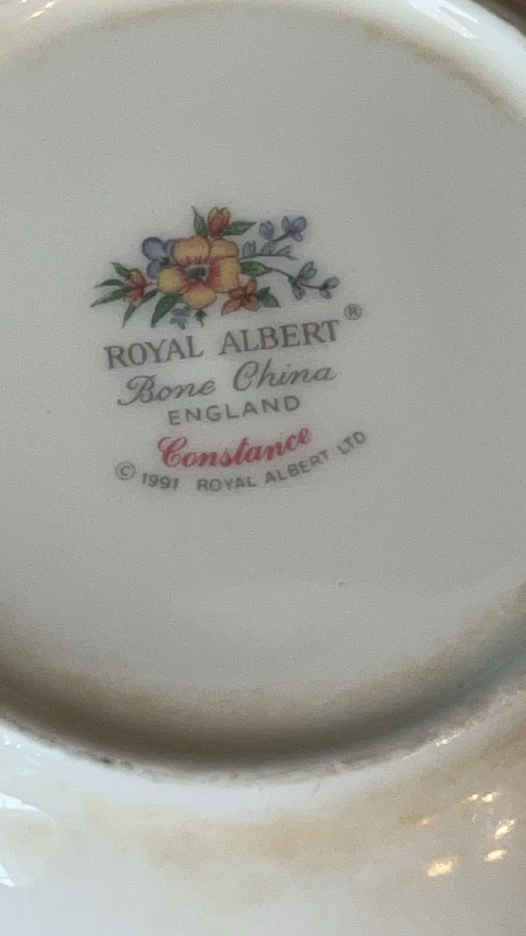 ROYAL ALBERT®
Bone China
ENGLAND
Constance
© 1991 ROYAL ALBERT LTD